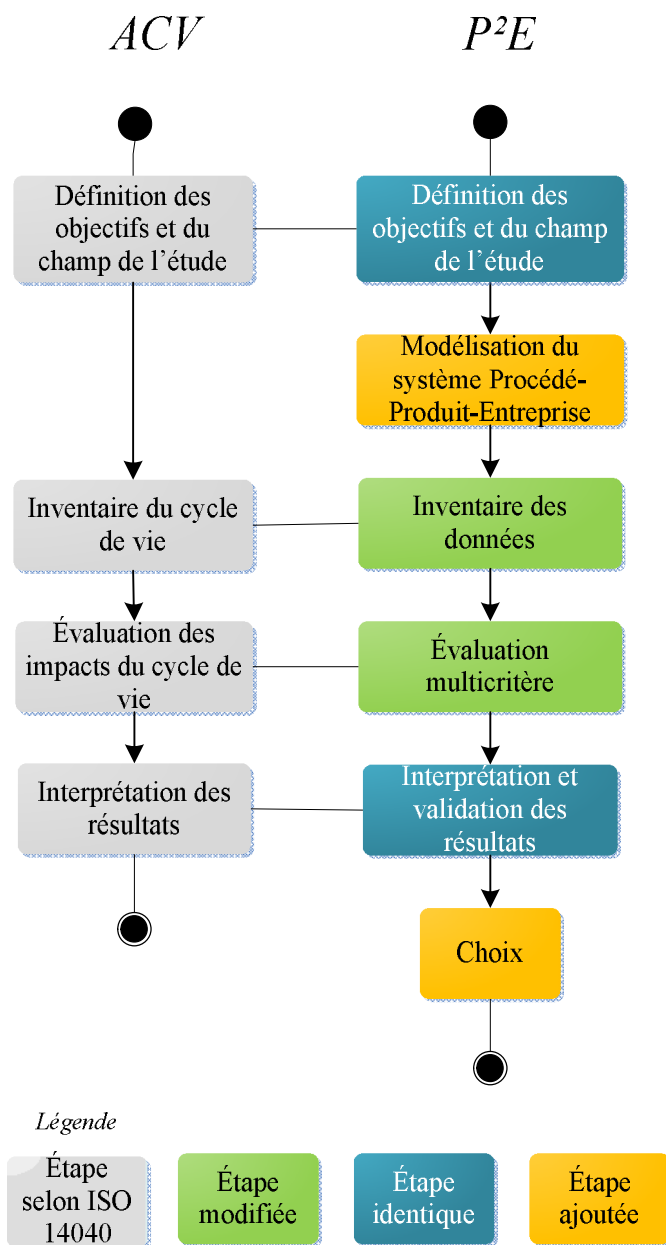 ACV
P²E
Définition des
objectifs et du
champ de l’étude
Définition des
objectifs et du champ
de l’étude
Modélisation du
système Procédé-
Produit-Entreprise
Inventaire du cycle
de vie
Inventaire des
données
Évaluation des
impacts du cycle de
vie
Évaluation
multicritère
Interprétation des
résultats
Interprétation et
validation des
résultats
Choix
Légende
Étape
selon ISO
14040
Étape
modifiée
Étape
identique
Étape
ajoutée